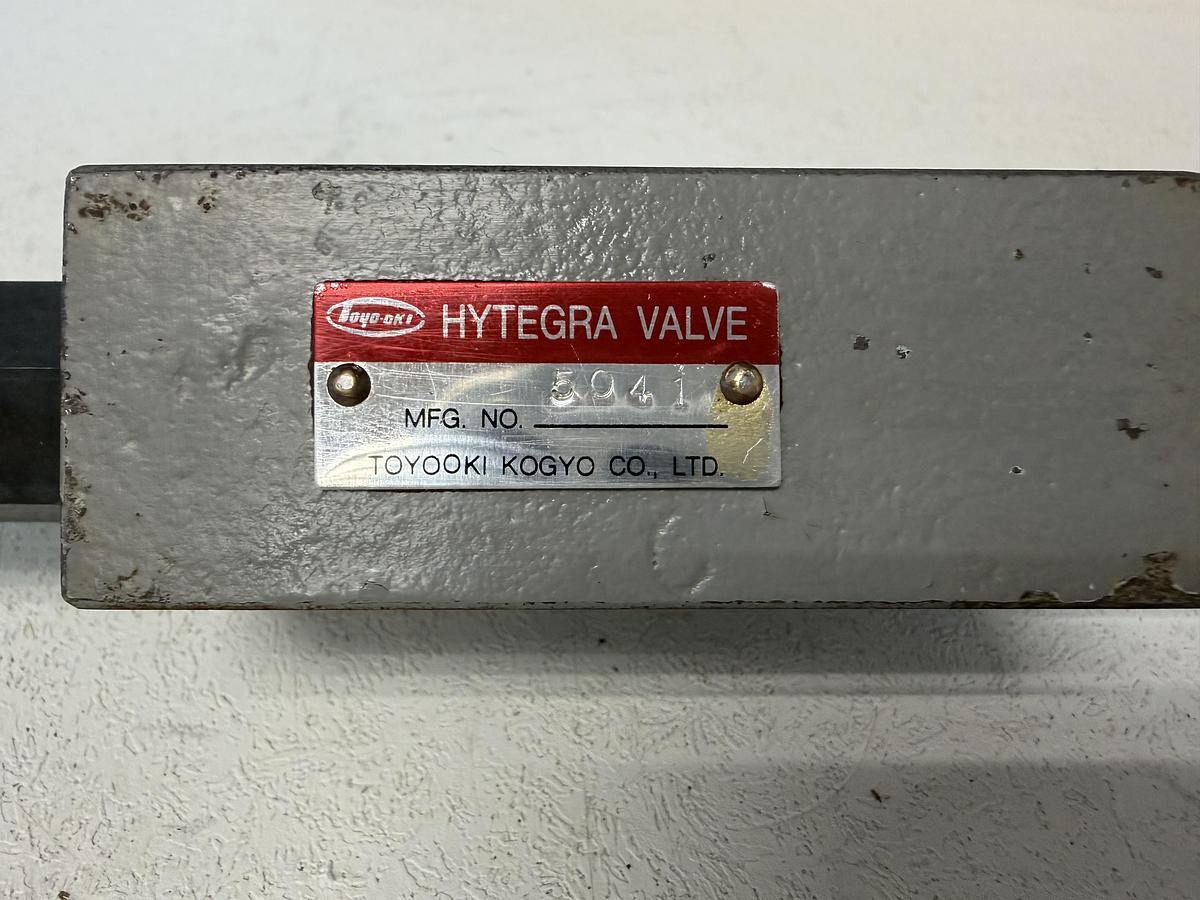 TOYO-OKI HYTEGRA VALVE
5941
MFG. NO.
TOYOOKI KOGYO CO., LTD.